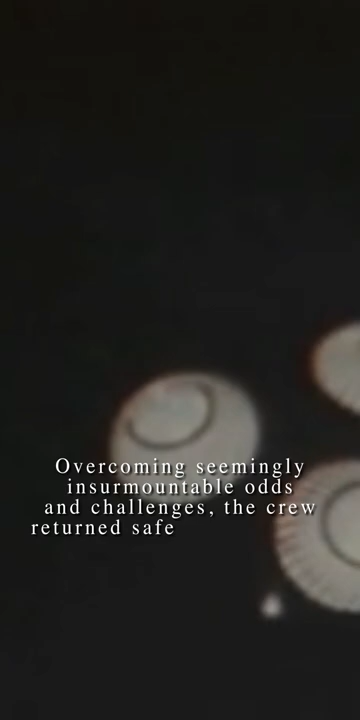 Overcoming seemingly
insurmountable odds
and challenges, the crew
returned safe